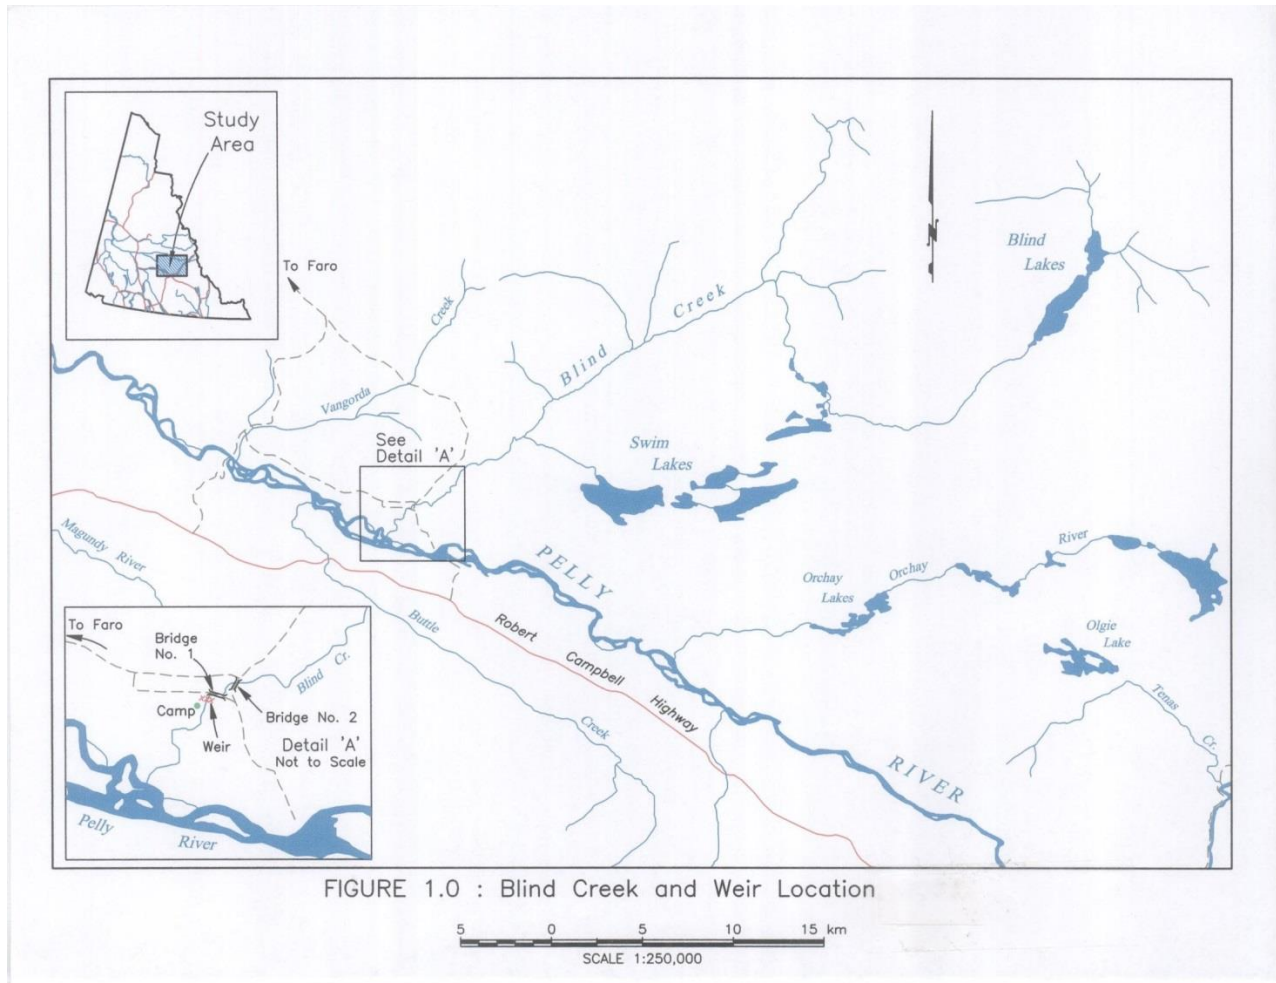 Study
Area
To Faro
Creek
Vangorda
Blind Creek
Blind
Lakes
See
Detail 'A'
Swim
Lakes
Magundy River
PELLY
RIVER
Orchay
Lakes
Orchay
River
Olgie
Lake
Tenas
Cr.
Buttle
Creek
Robert
Campbell
Highway
N
To Faro
Bridge
No. 1
Blind Cr.
Camp
Bridge No. 2
Weir
Detail 'A'
Not to Scale
Pelly
River
FIGURE 1.0 : Blind Creek and Weir Location
5 0 5 10 15 km
SCALE 1:250,000